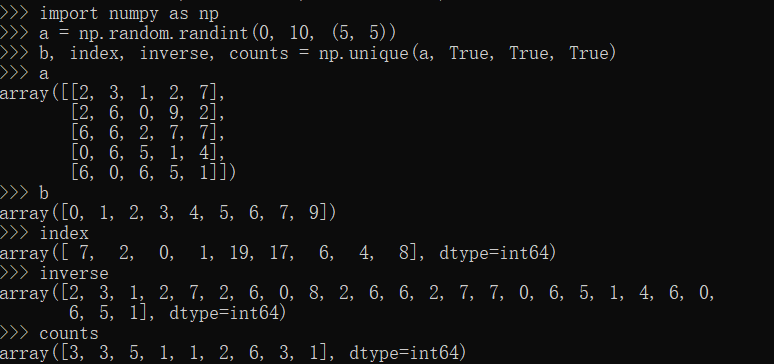 >>> import numpy as np
>>> a = np.random.randint(0, 10, (5, 5))
>>> b, index, inverse, counts = np.unique(a, True, True, True)
>>> a
array([[2, 3, 1, 2, 7],
       [2, 6, 0, 9, 2],
       [6, 6, 2, 7, 7],
       [0, 6, 5, 1, 4],
       [6, 0, 6, 5, 1]])
>>> b
array([0, 1, 2, 3, 4, 5, 6, 7, 9])
>>> index
array([ 7,  2,  0,  1, 19, 17,  6,  4,  8], dtype=int64)
>>> inverse
array([2, 3, 1, 2, 7, 2, 6, 0, 8, 2, 6, 6, 2, 7, 7, 0, 6, 5, 1, 4, 6, 0,
       6, 5, 1], dtype=int64)
>>> counts
array([3, 3, 5, 1, 1, 2, 6, 3, 1], dtype=int64)